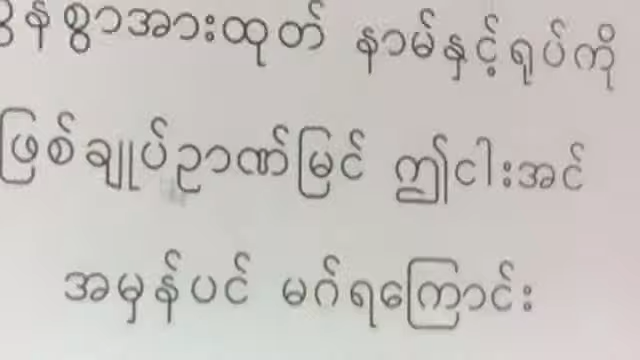 စွာအားထုတ် နာမ်နှင့်ရုပ်ကို
ဖြစ်ချုပ်ဉာဏ်မြင် ဤငါးအင်
အမှန်ပင် မဂ်ရကြောင်း